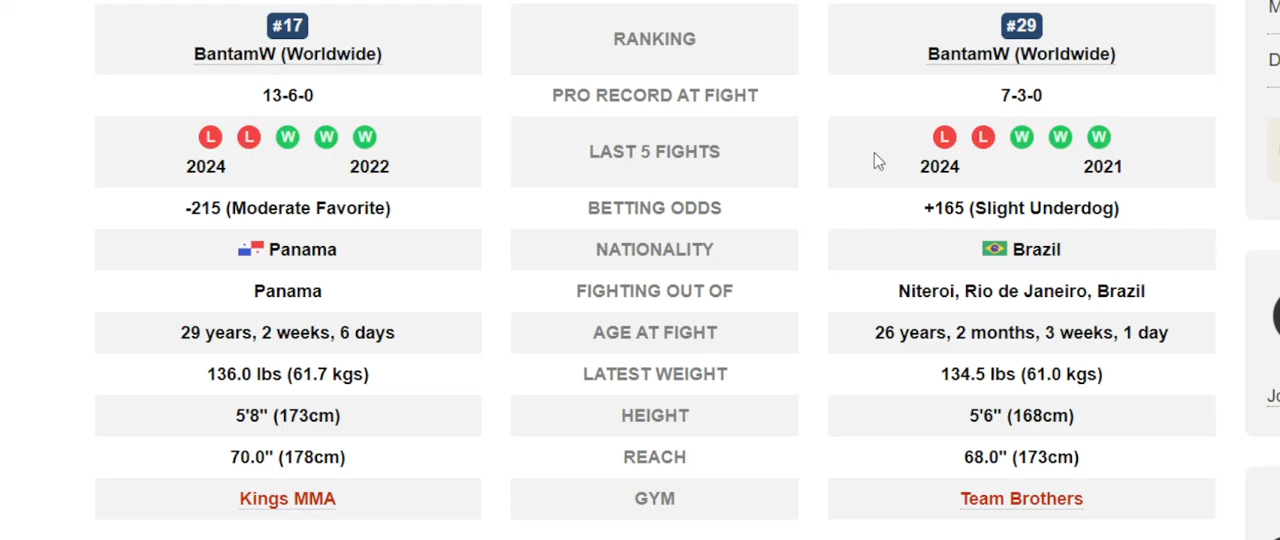 #17 RANKING #29
BantamW (Worldwide) BantamW (Worldwide)
13-6-0 PRO RECORD AT FIGHT 7-3-0
L L W W W LAST 5 FIGHTS L L W W W
2024 2022 2024 2021
-215 (Moderate Favorite) BETTING ODDS +165 (Slight Underdog)
Panama NATIONALITY Brazil
Panama FIGHTING OUT OF Niteroi, Rio de Janeiro, Brazil
29 years, 2 weeks, 6 days AGE AT FIGHT 26 years, 2 months, 3 weeks, 1 day
136.0 lbs (61.7 kgs) LATEST WEIGHT 134.5 lbs (61.0 kgs)
5'8" (173cm) HEIGHT 5'6" (168cm)
70.0" (178cm) REACH 68.0" (173cm)
Kings MMA GYM Team Brothers